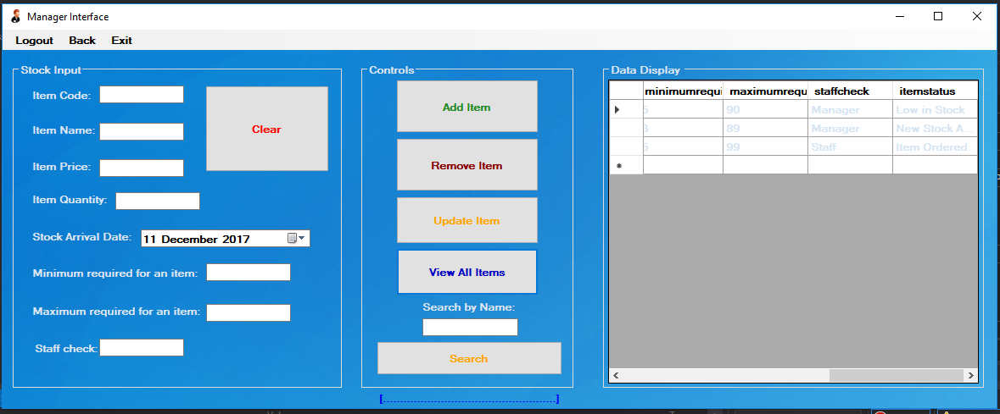 Manager Interface
Logout Back Exit
Stock Input
Item Code:
Clear
Item Name:
Item Price:
Item Quantity:
Stock Arrival Date: 11 December 2017
Minimum required for an item:
Maximum required for an item:
Staff check:
Controls
Add Item
Remove Item
Update Item
View All Items
Search by Name:
Search
[.......................................................]
Data Display
minimumrequi maximumrequ staffcheck itemstatus
5 90 Manager Low in Stock
3 89 Manager New Stock A...
5 99 Staff Item Ordered